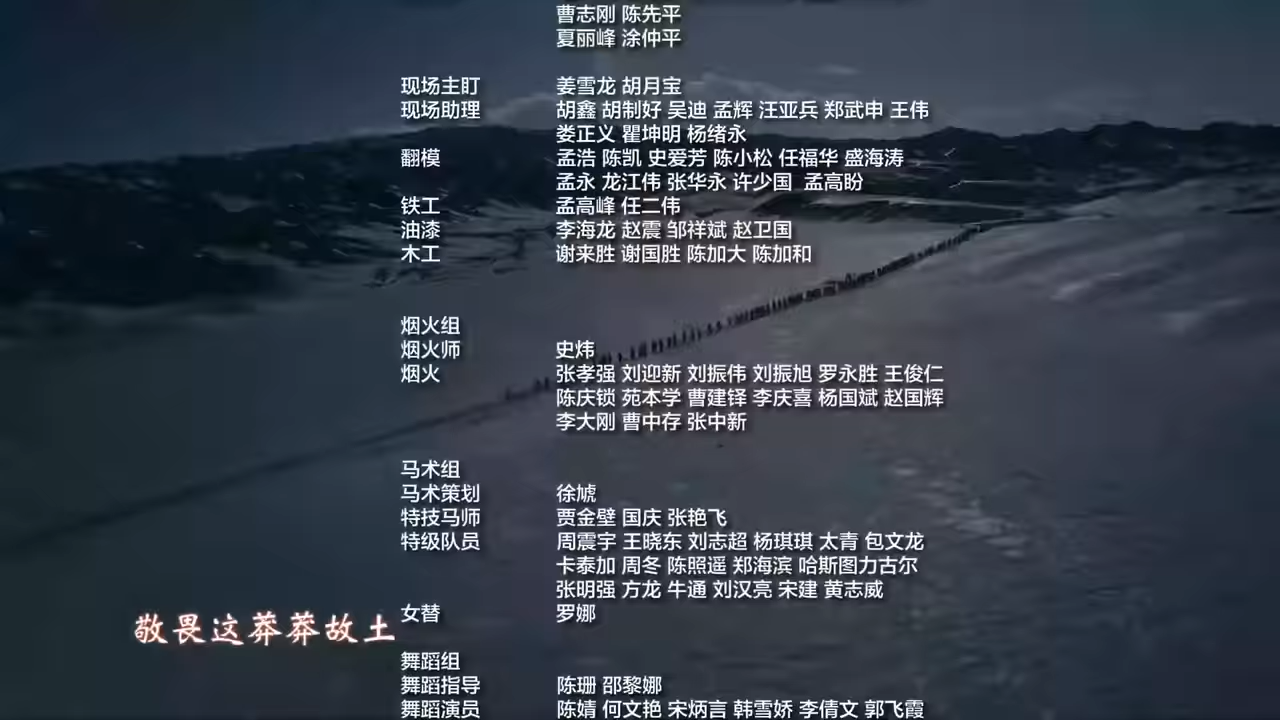 曹志刚 陈先平
夏丽峰 涂仲平
现场主盯 姜雪龙 胡月宝
现场助理 胡鑫 胡制好 吴迪 孟辉 汪亚兵 郑武申 王伟
娄正义 瞿坤明 杨绪永
翻模 孟浩 陈凯 史爱芳 陈小松 任福华 盛海涛
孟永 龙江伟 张华永 许少国 孟高盼
铁工 孟高峰 任二伟
油漆 李海龙 赵震 邹祥斌 赵卫国
木工 谢来胜 谢国胜 陈加大 陈加和
烟火组
烟火师 史炜
烟火 张孝强 刘迎新 刘振伟 刘振旭 罗永胜 王俊仁
陈庆锁 苑本学 曹建铎 李庆喜 杨国斌 赵国辉
李大刚 曹中存 张中新
马术组
马术策划 徐虓
特技马师 贾金壁 国庆 张艳飞
特级队员 周震宇 王晓东 刘志超 杨琪琪 太青 包文龙
卡泰加 周冬 陈照遥 郑海滨 哈斯图力古尔
张明强 方龙 牛通 刘汉亮 宋建 黄志威
女替 罗娜
敬畏这莽莽故土
舞蹈组
舞蹈指导 陈珊 邵黎娜
舞蹈演员 陈婧 何文艳 宋炳言 韩雪娇 李倩文 郭飞霞